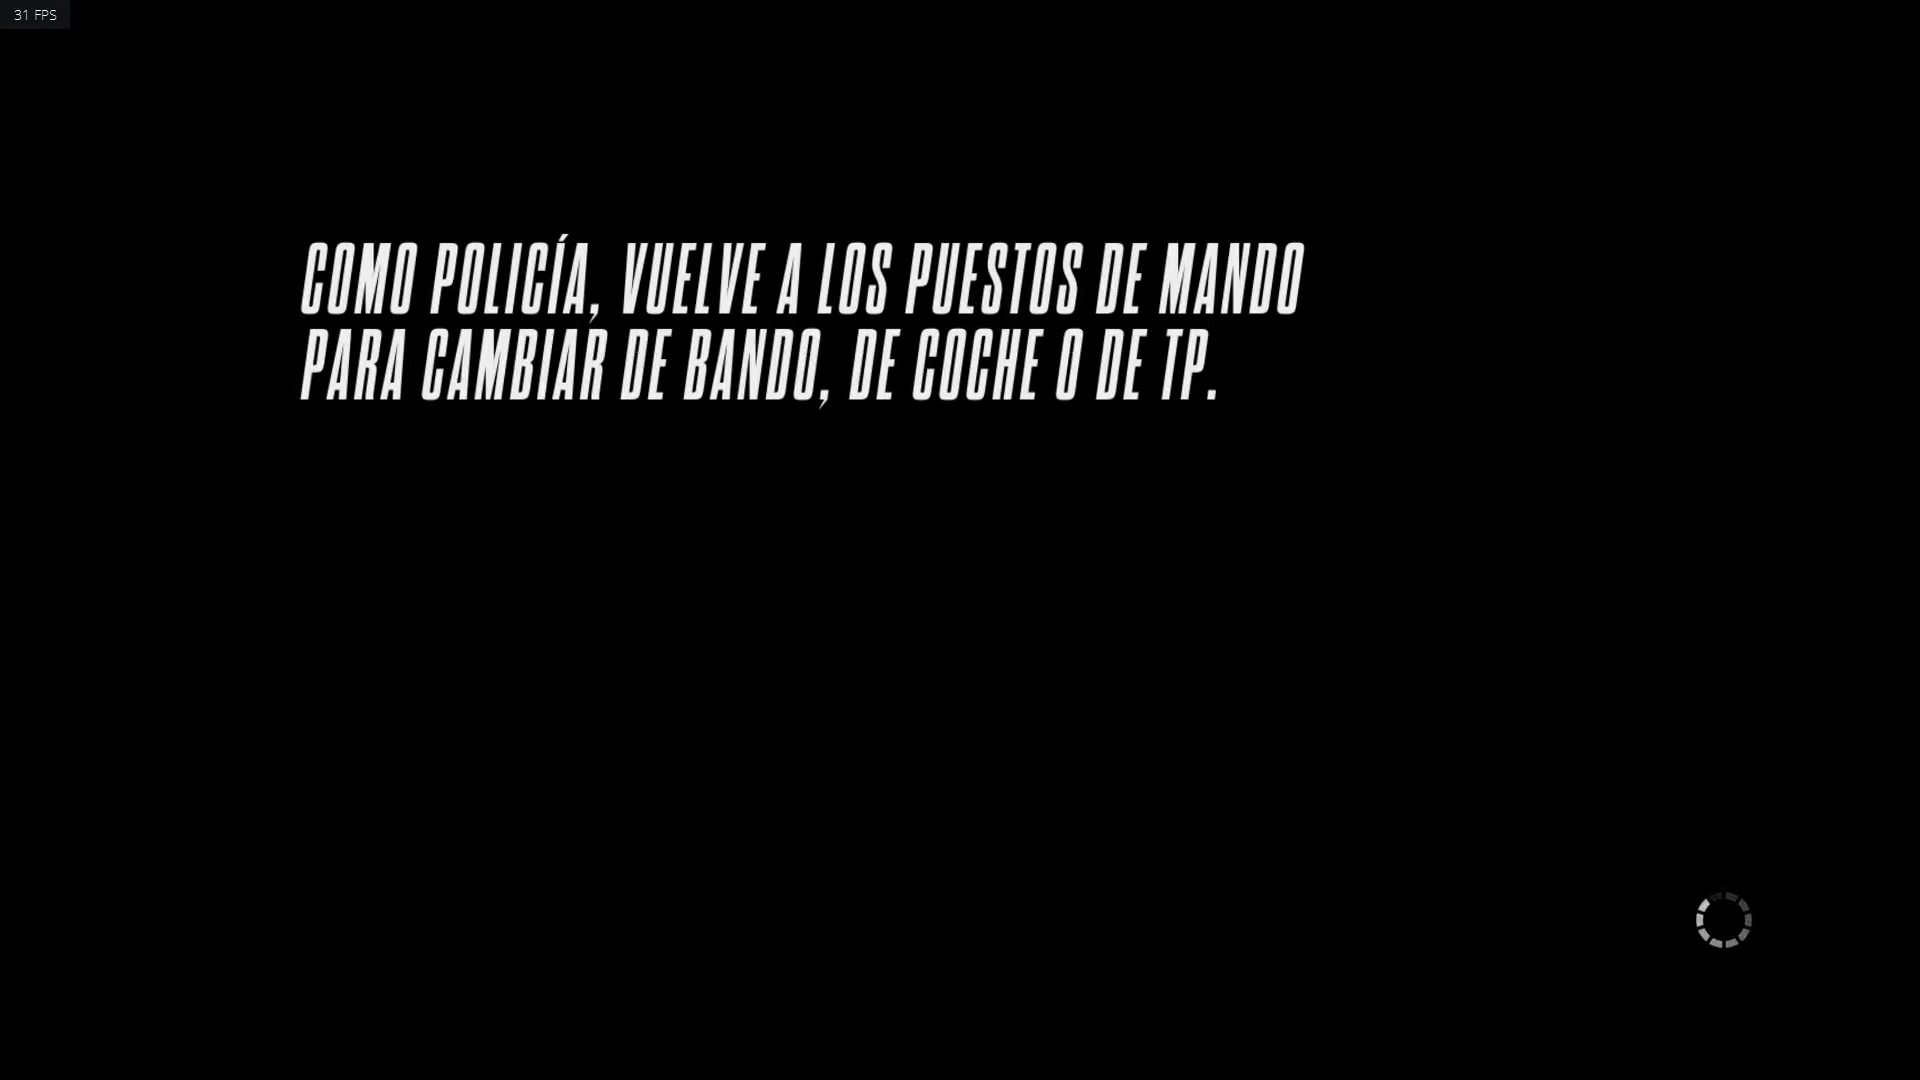 31 FPS
COMO POLICÍA, VUELVE A LOS PUESTOS DE MANDO
PARA CAMBIAR DE BANDO, DE COCHE O DE TP.